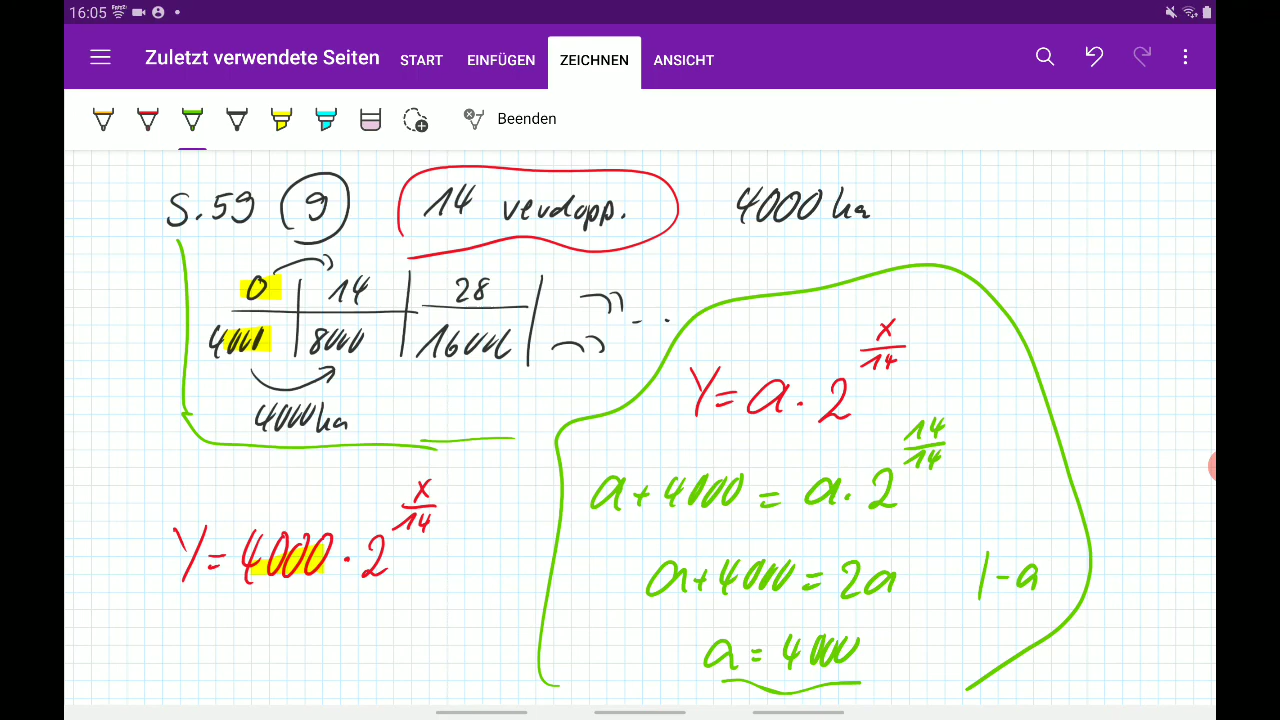 16:05
Zuletzt verwendete Seiten START EINFÜGEN ZEICHNEN ANSICHT
Beenden
S. 59 9 14 verdopp. 4000 ha
0 14 28
4000 8000 16000 - . .
4000 ha
Y = a · 2^(x/14)
a + 4000 = a · 2^(14/14)
Y = 4000 · 2^(x/14)
a + 4000 = 2a | - a
a = 4000